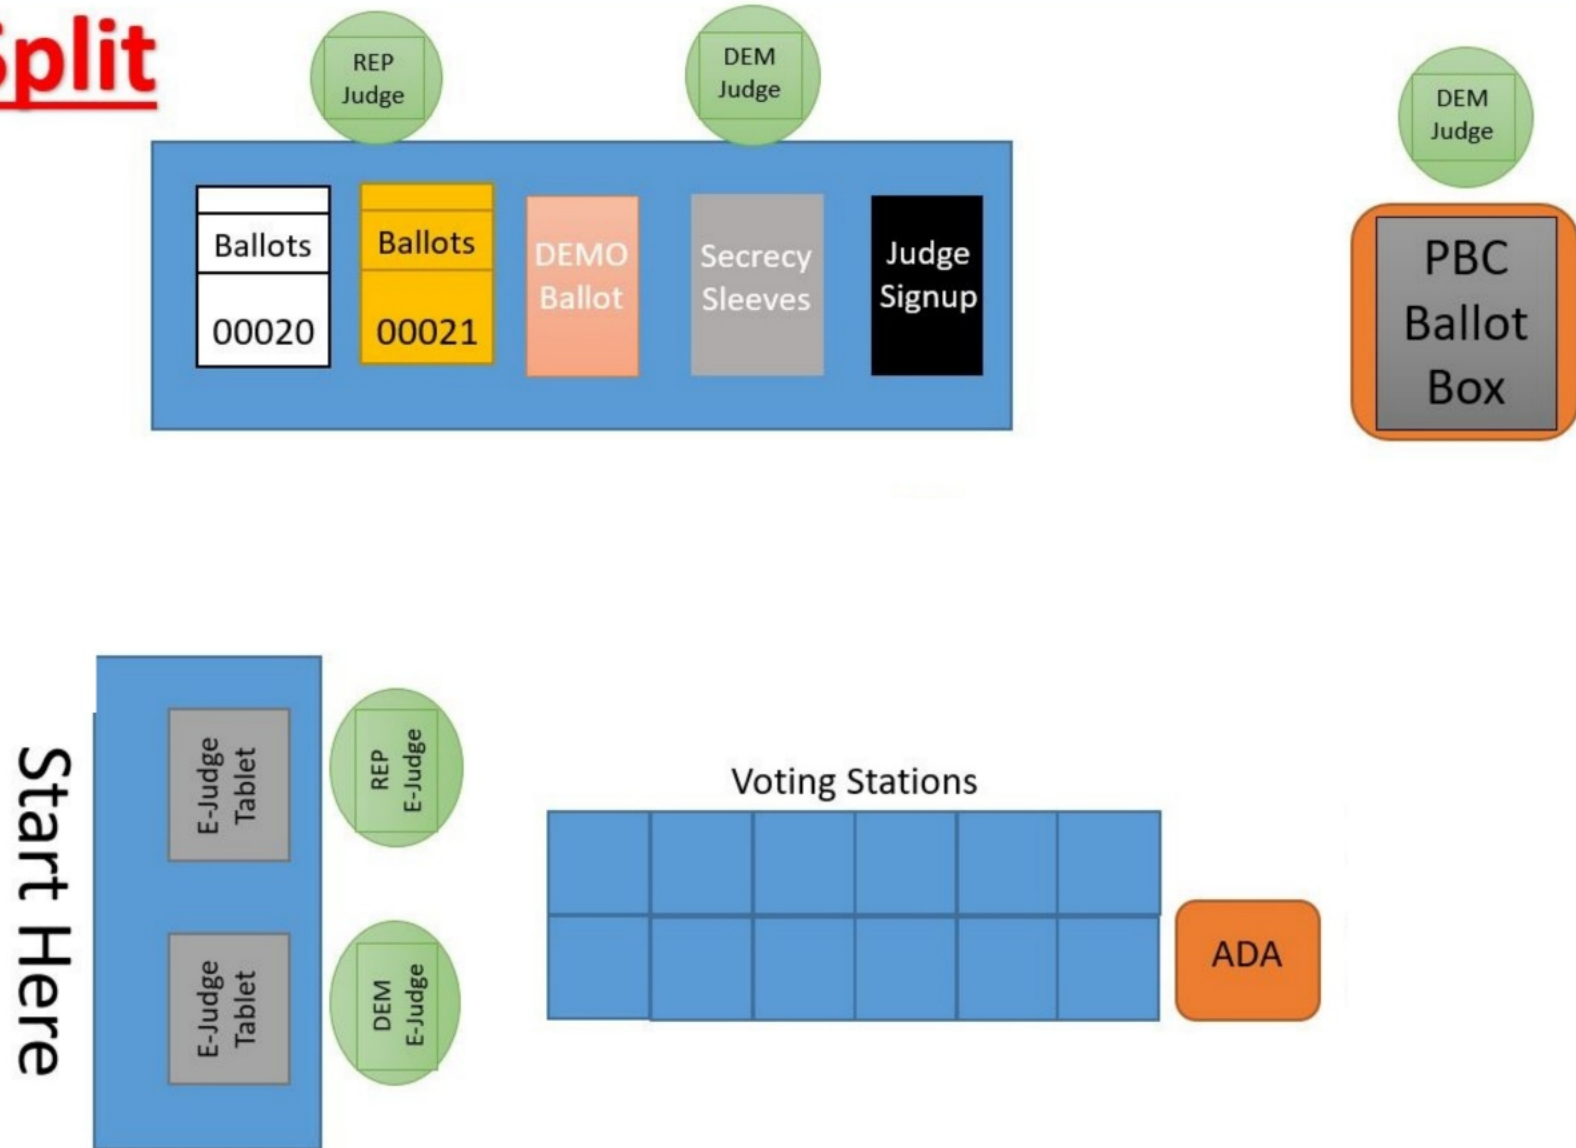 Split
REP
Judge
DEM
Judge
DEM
Judge
Ballots
00020
Ballots
00021
DEMO
Ballot
Secrecy
Sleeves
Judge
Signup
PBC
Ballot
Box
Start Here
E-Judge
Tablet
REP
E-Judge
E-Judge
Tablet
DEM
E-Judge
Voting Stations
ADA